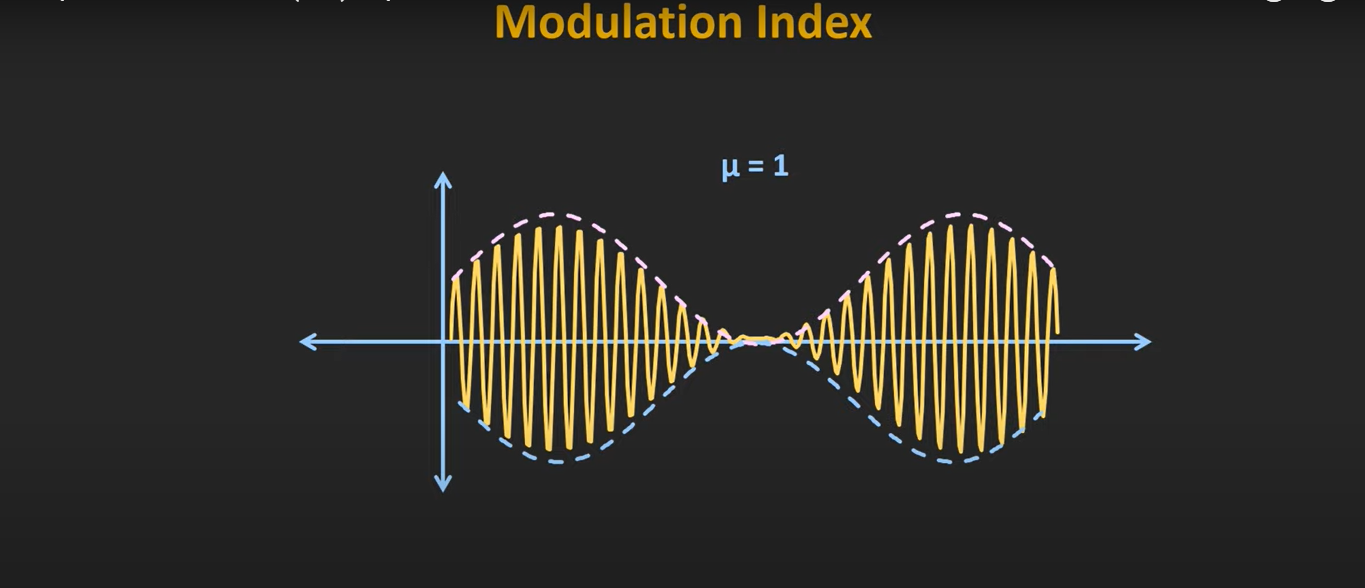 Modulation Index
μ = 1